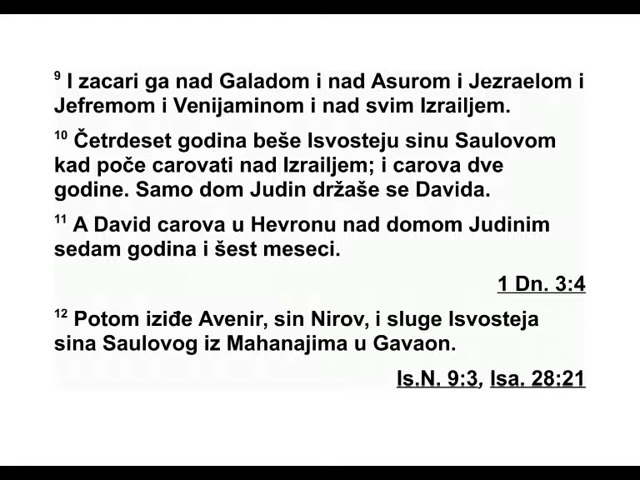 9 I zacari ga nad Galadom i nad Asurom i Jezraelom i
Jefremom i Venijaminom i nad svim Izrailjem.
10 Četrdeset godina beše Isvosteju sinu Saulovom
kad poče carovati nad Izrailjem; i carova dve
godine. Samo dom Judin držaše se Davida.
11 A David carova u Hevronu nad domom Judinim
sedam godina i šest meseci.
1 Dn. 3:4
12 Potom iziđe Avenir, sin Nirov, i sluge Isvosteja
sina Saulovog iz Mahanajima u Gavaon.
Is.N. 9:3, Isa. 28:21